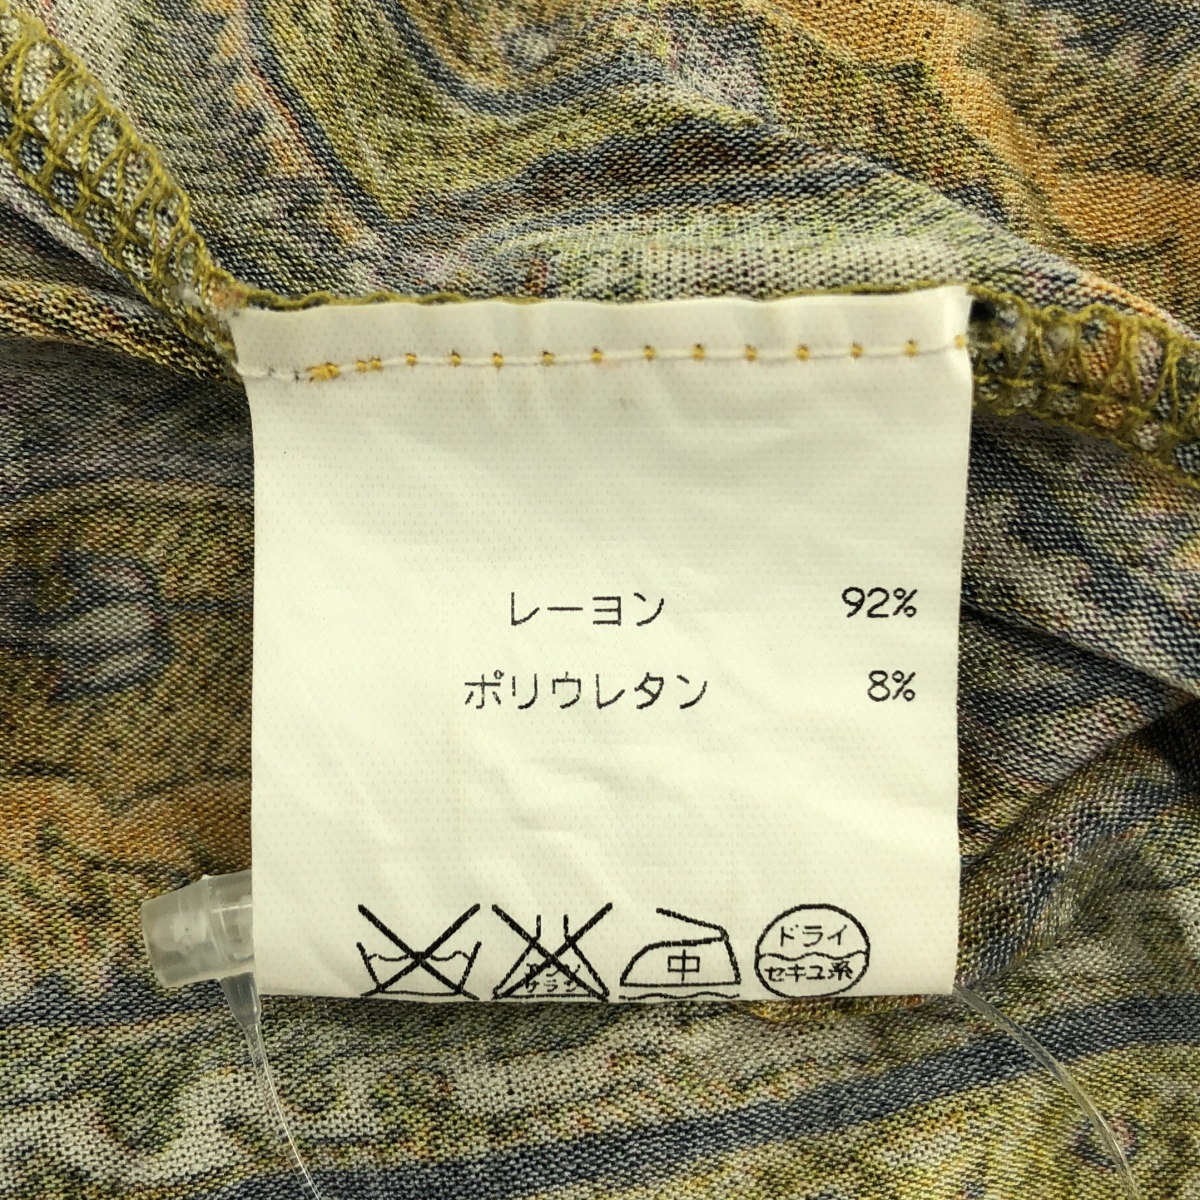 レーヨン 92%
ポリウレタン 8%
中
ドライ
セキユ系